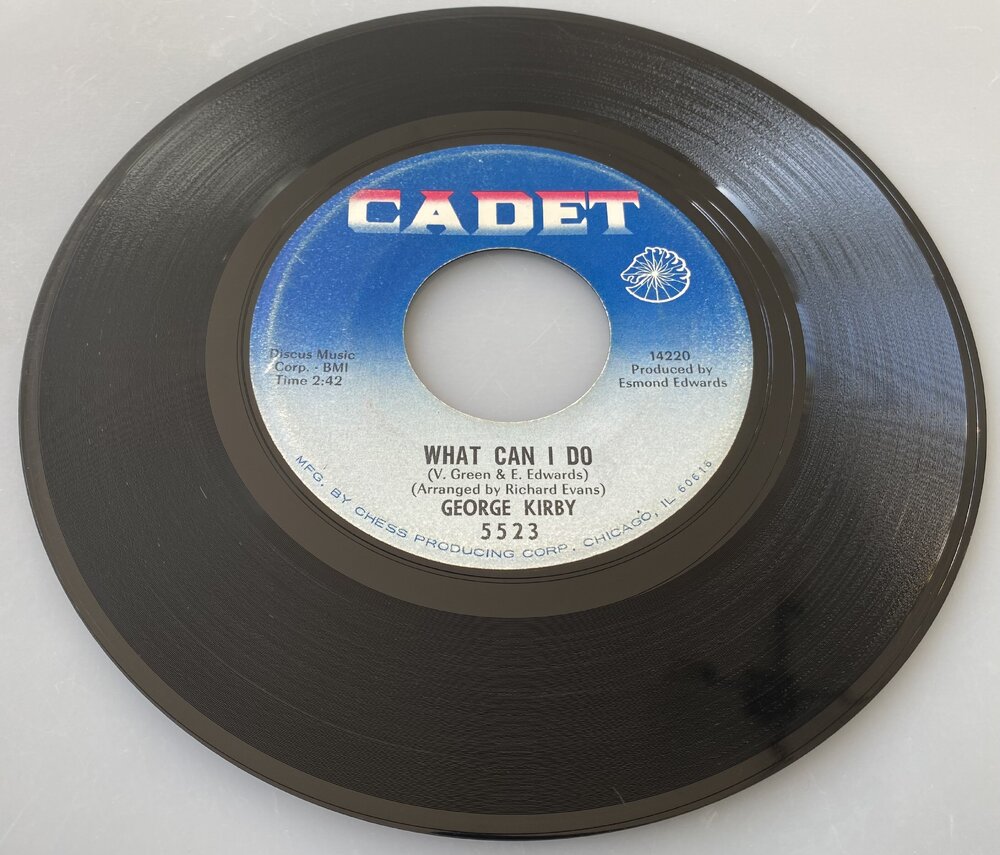 CADET
Discus Music
Corp. - BMI
Time 2:42
14220
Produced by
Esmond Edwards
WHAT CAN I DO
(V. Green & E. Edwards)
(Arranged by Richard Evans)
GEORGE KIRBY
5523
MFG. BY CHESS PRODUCING CORP. CHICAGO, IL 60616